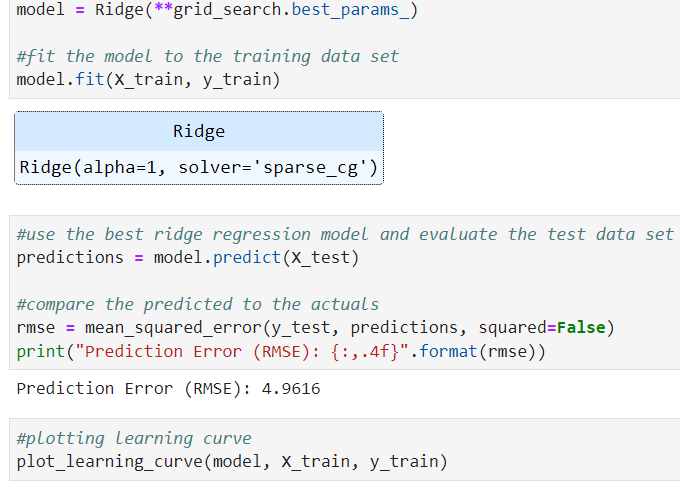 model = Ridge(**grid_search.best_params_)
#fit the model to the training data set
model.fit(X_train, y_train)
Ridge
Ridge(alpha=1, solver='sparse_cg')
#use the best ridge regression model and evaluate the test data set
predictions = model.predict(X_test)
#compare the predicted to the actuals
rmse = mean_squared_error(y_test, predictions, squared=False)
print("Prediction Error (RMSE): {:,.4f}".format(rmse))
Prediction Error (RMSE): 4.9616
#plotting learning curve
plot_learning_curve(model, X_train, y_train)